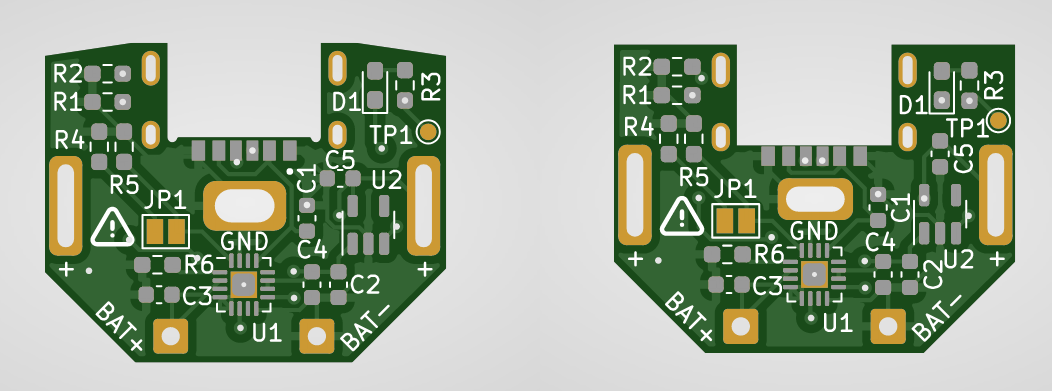 R2
R1
R4
R5
JP1
D1
R3
TP1
C5
C1
U2
GND
C4
+
+
R6
C3
C2
BAT+
U1
BAT-
R2
R1
R4
R5
JP1
D1
R3
TP1
C5
C1
GND
C4
U2
+
+
R6
C3
C2
BAT+
U1
BAT-